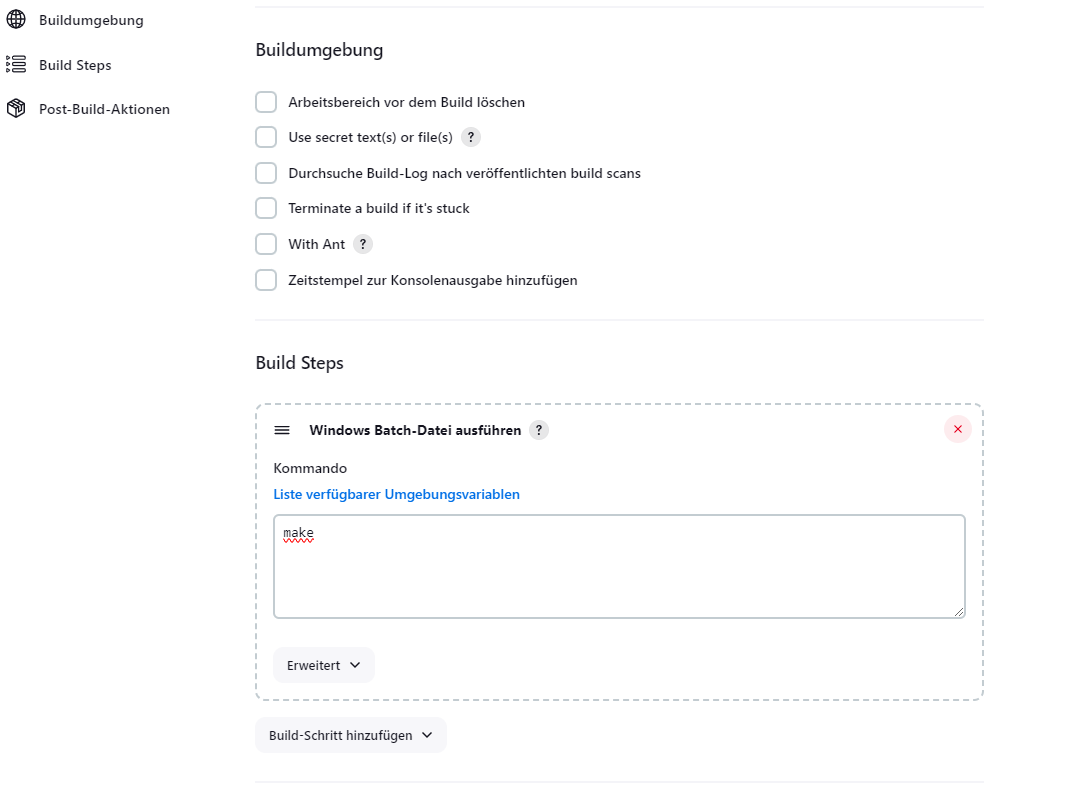 Buildumgebung
Build Steps
Post-Build-Aktionen
Buildumgebung
Arbeitsbereich vor dem Build löschen
Use secret text(s) or file(s) ?
Durchsuche Build-Log nach veröffentlichten build scans
Terminate a build if it's stuck
With Ant ?
Zeitstempel zur Konsolenausgabe hinzufügen
Build Steps
Windows Batch-Datei ausführen ?
Kommando
Liste verfügbarer Umgebungsvariablen
make
Erweitert
Build-Schritt hinzufügen